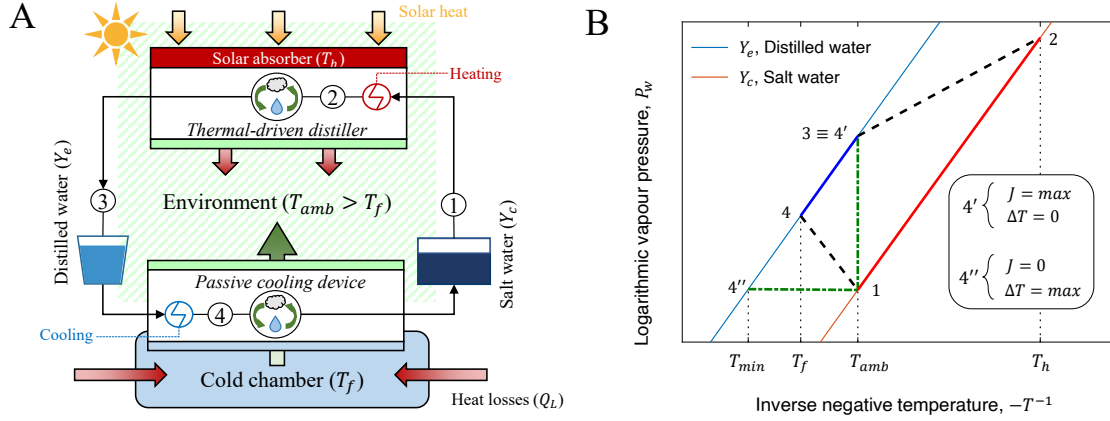 A
Solar heat
Solar absorber (T_h)
Heating
2
Thermal-driven distiller
Distilled water (Y_e)
3
Environment (T_amb > T_f)
1
Salt water (Y_c)
Passive cooling device
4
Cooling
Cold chamber (T_f)
Heat losses (Q_L)
B
Logarithmic vapour pressure, P_w
Y_e, Distilled water
Y_c, Salt water
2
3 ≡ 4'
4
4''
1
4' { J = max
ΔT = 0
4'' { J = 0
ΔT = max
T_min
T_f
T_amb
T_h
Inverse negative temperature, −T⁻¹